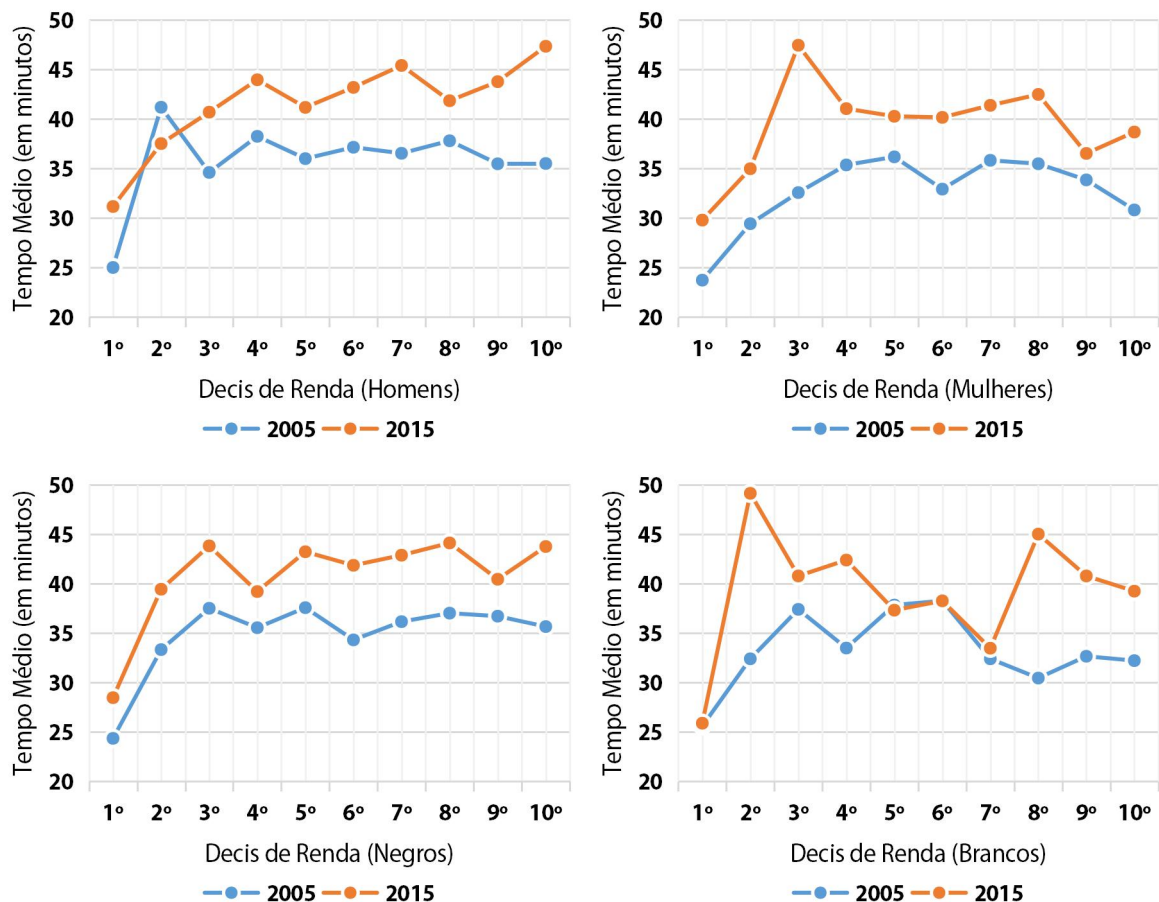 Tempo Médio (em minutos)
50
45
40
35
30
25
20
1º 2º 3º 4º 5º 6º 7º 8º 9º 10º
Decis de Renda (Homens)
2005 2015
Tempo Médio (em minutos)
50
45
40
35
30
25
20
1º 2º 3º 4º 5º 6º 7º 8º 9º 10º
Decis de Renda (Mulheres)
2005 2015
Tempo Médio (em minutos)
50
45
40
35
30
25
20
1º 2º 3º 4º 5º 6º 7º 8º 9º 10º
Decis de Renda (Negros)
2005 2015
Tempo Médio (em minutos)
50
45
40
35
30
25
20
1º 2º 3º 4º 5º 6º 7º 8º 9º 10º
Decis de Renda (Brancos)
2005 2015